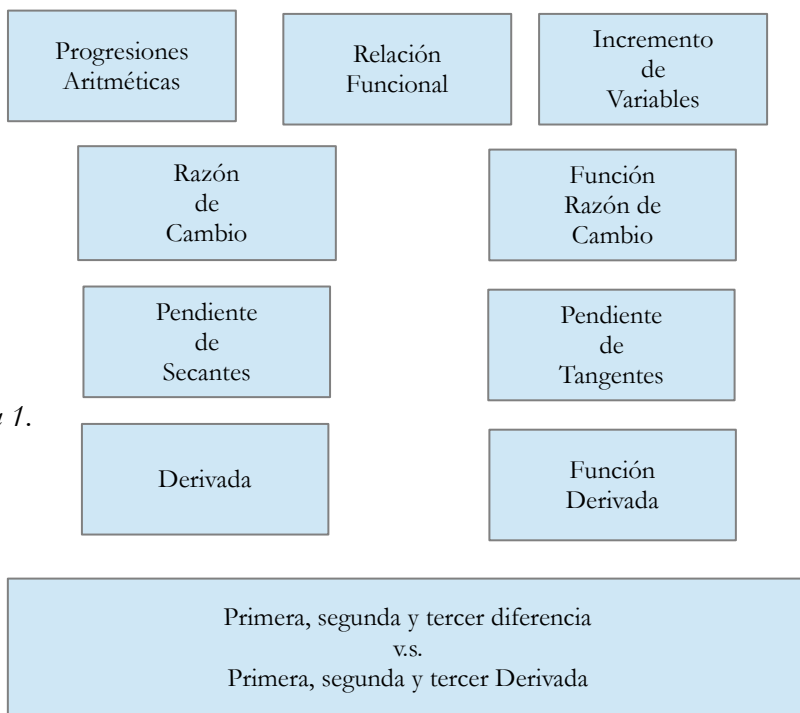 Progresiones
Aritméticas
Relación
Funcional
Incremento
de
Variables
Razón
de
Cambio
Función
Razón de
Cambio
Pendiente
de
Secantes
Pendiente
de
Tangentes
1.
Derivada
Función
Derivada
Primera, segunda y tercer diferencia
v.s.
Primera, segunda y tercer Derivada